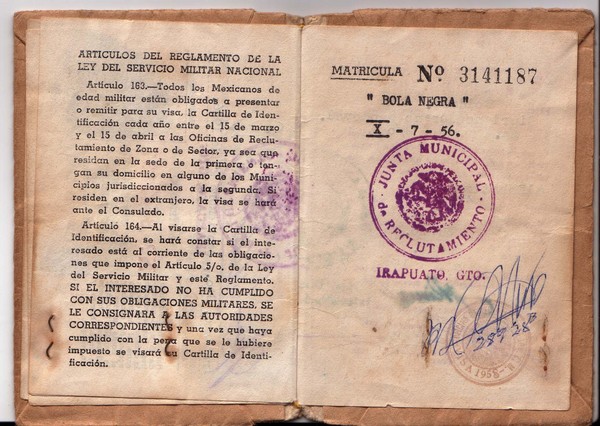 ARTICULOS DEL REGLAMENTO DE LA
LEY DEL SERVICIO MILITAR NACIONAL
Artículo 163.—Todos los Mexicanos de
edad militar están obligados a presentar
o remitir para su visa, la Cartilla de Iden-
tificación cada año entre el 15 de marzo
y el 15 de abril a las Oficinas de Reclu-
tamiento de Zona o de Sector, ya sea que
residan en la sede de la primera o ten-
gan su domicilio en alguno de los Muni-
cipios jurisdiccionados a la segunda. Si
residen en el extranjero, la visa se hará
ante el Consulado.
Artículo 164.—Al visarse la Cartilla de
Identificación, se hará constar si el inte-
resado está al corriente de las obligacio-
nes que impone el Artículo 5/o. de la Ley
del Servicio Militar y este Reglamento.
SI EL INTERESADO NO HA CUMPLIDO
CON SUS OBLIGACIONES MILITARES, SE
LE CONSIGNARA A LAS AUTORIDADES
CORRESPONDIENTES y una vez que haya
cumplido con la pena que se le hubiere
impuesto se visará su Cartilla de Identi-
ficación.
MATRICULA Nº 3141187
" BOLA NEGRA "
X - 7 - 56.
JUNTA MUNICIPAL
RECLUTAMIENTO
IRAPUATO, GTO.
1958